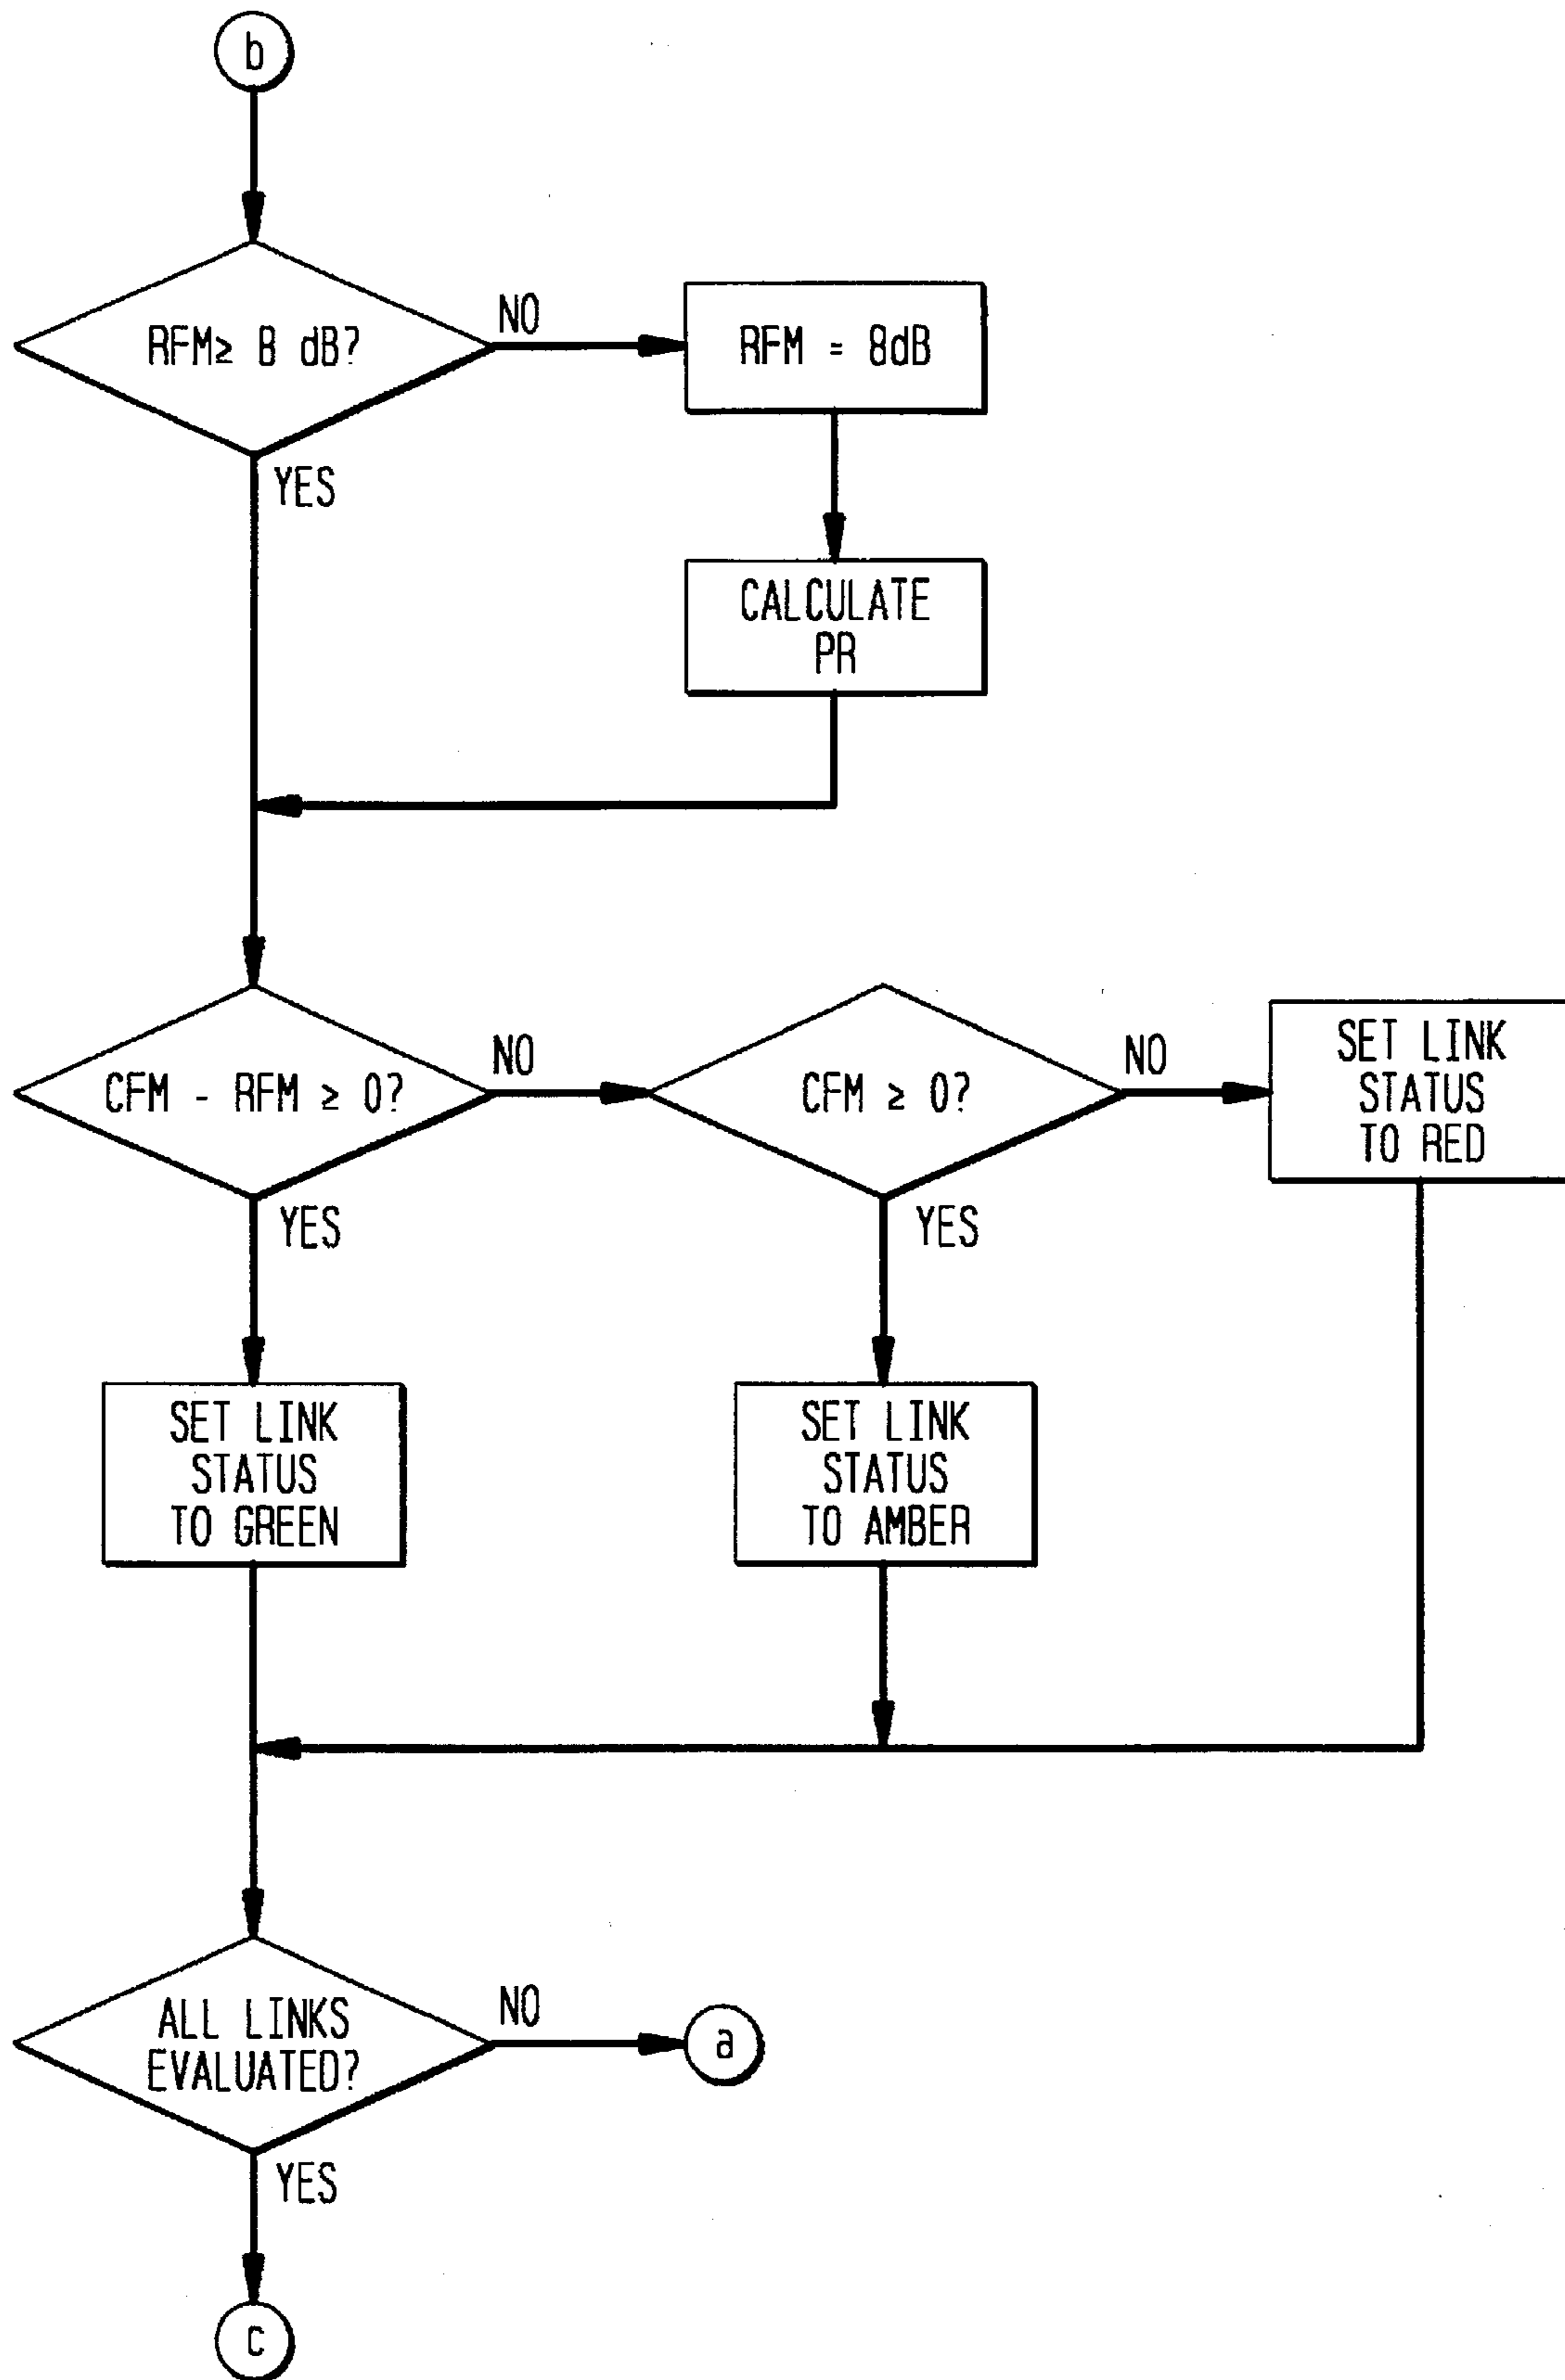 b
RFM≥ 8 dB?
NO
RFM = 8dB
YES
CALCULATE
PR
CFM - RFM ≥ 0?
NO
CFM ≥ 0?
NO
SET LINK
STATUS
TO RED
YES
YES
SET LINK
STATUS
TO GREEN
SET LINK
STATUS
TO AMBER
ALL LINKS
EVALUATED?
NO
a
YES
c